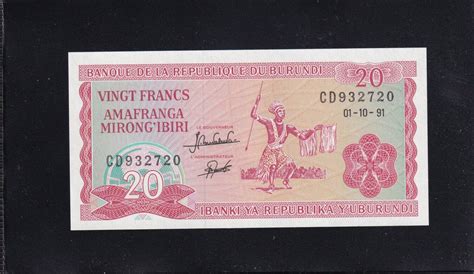 BANQUE DE LA REPUBLIQUE DU BURUNDI
20
VINGT FRANCS
AMAFRANGA
MIRONG'IBIRI
CD932720
01-10-91
LE GOUVERNEUR
CD932720
L'ADMINISTRATEUR
20
IBANKI YA REPUBLIKA Y'UBURUNDI